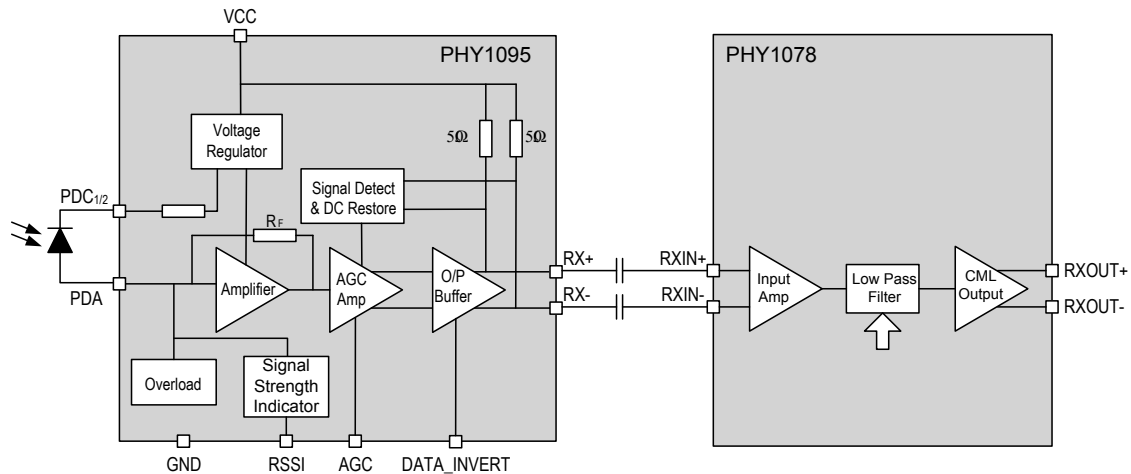 VCC
PHY1095
PHY1078
Voltage
Regulator
50Ω
50Ω
PDC1/2
Signal Detect
& DC Restore
RF
RX+
RXIN+
Amplifier
AGC
Amp
O/P
Buffer
Input
Amp
Low Pass
Filter
CML
Output
RXOUT+
PDA
RX-
RXIN-
RXOUT-
Overload
Signal
Strength
Indicator
GND
RSSI
AGC
DATA_INVERT